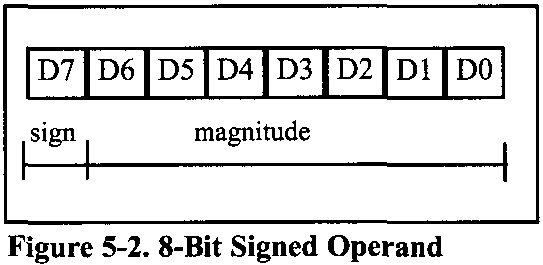 D7 D6 D5 D4 D3 D2 D1 D0
sign magnitude
Figure 5-2. 8-Bit Signed Operand